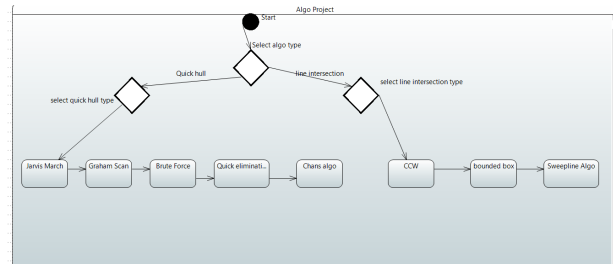 Algo Project
Start
Select algo type
Quick hull
line intersection
select line intersection type
select quick hull type
Jarvis March
Graham Scan
Brute Force
Quick eliminati...
Chans algo
CCW
bounded box
Sweepline Algo